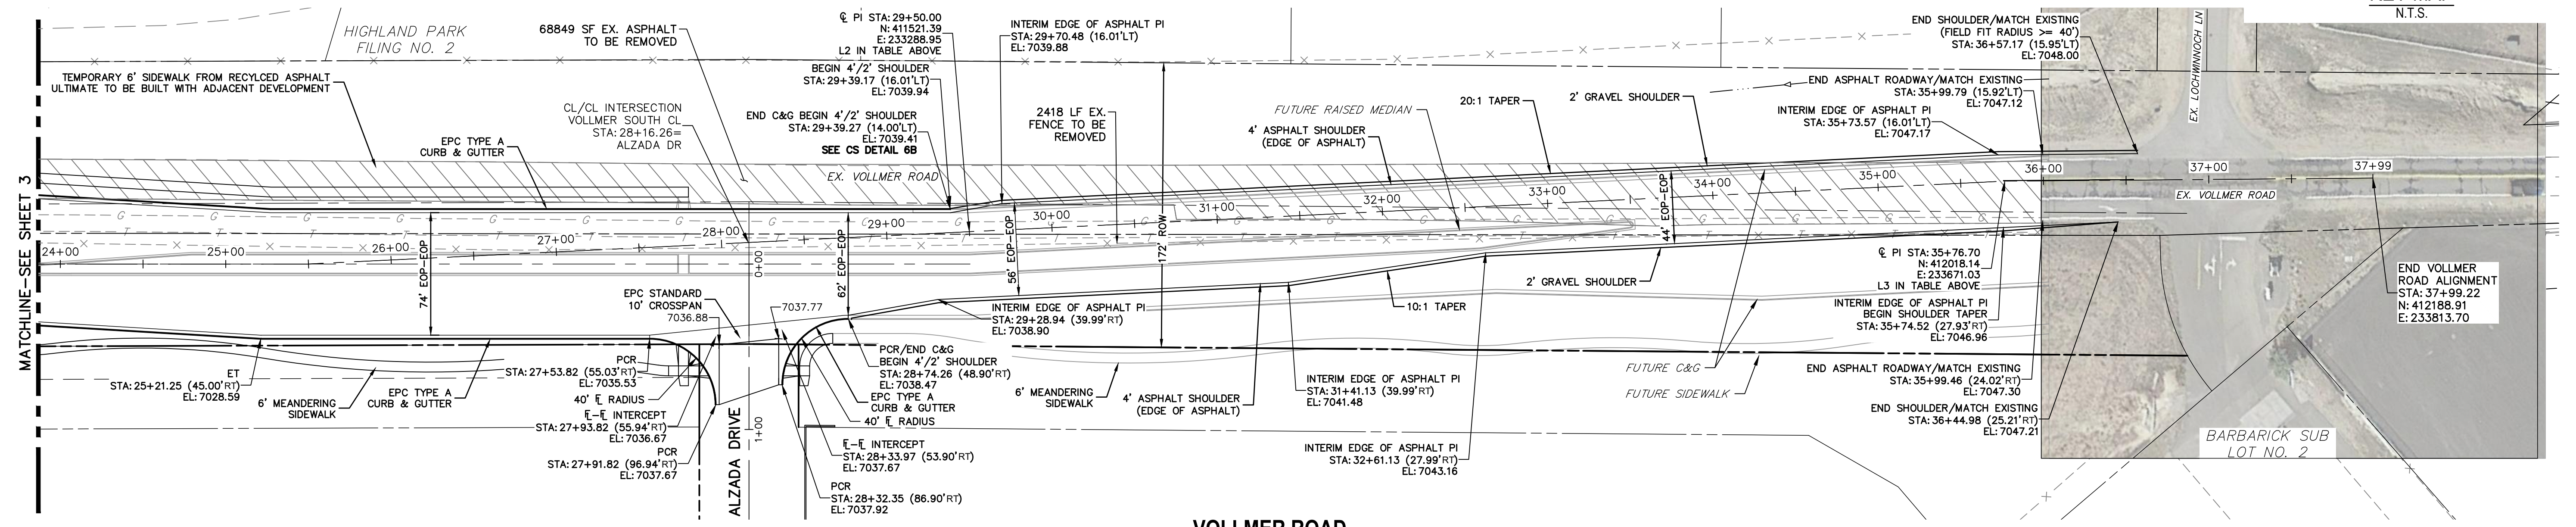 N.T.S.
HIGHLAND PARK
FILING NO. 2
68849 SF EX. ASPHALT
TO BE REMOVED
℄ PI STA: 29+50.00
N: 411521.39
E: 233288.95
L2 IN TABLE ABOVE
INTERIM EDGE OF ASPHALT PI
STA: 29+70.48 (16.01'LT)
EL: 7039.88
END SHOULDER/MATCH EXISTING
(FIELD FIT RADIUS >= 40')
STA: 36+57.17 (15.95'LT)
EL: 7048.00
EX. LOCHWINNOCH LN
TEMPORARY 6' SIDEWALK FROM RECYLCED ASPHALT
ULTIMATE TO BE BUILT WITH ADJACENT DEVELOPMENT
BEGIN 4'/2' SHOULDER
STA: 29+39.17 (16.01'LT)
EL: 7039.94
END ASPHALT ROADWAY/MATCH EXISTING
STA: 35+99.79 (15.92'LT)
EL: 7047.12
CL/CL INTERSECTION
VOLLMER SOUTH CL
STA: 28+16.26=
ALZADA DR
END C&G BEGIN 4'/2' SHOULDER
STA: 29+39.27 (14.00'LT)
EL: 7039.41
SEE CS DETAIL 6B
2418 LF EX.
FENCE TO BE
REMOVED
FUTURE RAISED MEDIAN
20:1 TAPER
2' GRAVEL SHOULDER
INTERIM EDGE OF ASPHALT PI
STA: 35+73.57 (16.01'LT)
EL: 7047.17
4' ASPHALT SHOULDER
(EDGE OF ASPHALT)
EPC TYPE A
CURB & GUTTER
EX. VOLLMER ROAD
MATCHLINE-SEE SHEET 3
24+00
25+00
26+00
27+00
28+00
29+00
30+00
31+00
32+00
33+00
34+00
35+00
36+00
37+00
37+99
EX. VOLLMER ROAD
G G G G G G G G G G G G G G G G G
T T T T T T T T T T T T T T T T T
74' EOP-EOP
0+00
62' EOP-EOP
56' EOP-EOP
172' ROW
44' EOP-EOP
EPC STANDARD
10' CROSSPAN
7036.88
7037.77
INTERIM EDGE OF ASPHALT PI
STA: 29+28.94 (39.99'RT)
EL: 7038.90
10:1 TAPER
2' GRAVEL SHOULDER
℄ PI STA: 35+76.70
N: 412018.14
E: 233671.03
L3 IN TABLE ABOVE
INTERIM EDGE OF ASPHALT PI
BEGIN SHOULDER TAPER
STA: 35+74.52 (27.93'RT)
EL: 7046.96
END VOLLMER
ROAD ALIGNMENT
STA: 37+99.22
N: 412188.91
E: 233813.70
ET
STA: 25+21.25 (45.00'RT)
EL: 7028.59
6' MEANDERING
SIDEWALK
EPC TYPE A
CURB & GUTTER
PCR
STA: 27+53.82 (55.03'RT)
EL: 7035.53
40' FL RADIUS
FL-FL INTERCEPT
STA: 27+93.82 (55.94'RT)
EL: 7036.67
PCR
STA: 27+91.82 (96.94'RT)
EL: 7037.67
ALZADA DRIVE
1+00
PCR/END C&G
BEGIN 4'/2' SHOULDER
STA: 28+74.26 (48.90'RT)
EL: 7038.47
EPC TYPE A
CURB & GUTTER
40' FL RADIUS
FL-FL INTERCEPT
STA: 28+33.97 (53.90'RT)
EL: 7037.67
PCR
STA: 28+32.35 (86.90'RT)
EL: 7037.92
6' MEANDERING
SIDEWALK
4' ASPHALT SHOULDER
(EDGE OF ASPHALT)
INTERIM EDGE OF ASPHALT PI
STA: 31+41.13 (39.99'RT)
EL: 7041.48
INTERIM EDGE OF ASPHALT PI
STA: 32+61.13 (27.99'RT)
EL: 7043.16
FUTURE C&G
FUTURE SIDEWALK
END ASPHALT ROADWAY/MATCH EXISTING
STA: 35+99.46 (24.02'RT)
EL: 7047.30
END SHOULDER/MATCH EXISTING
STA: 36+44.98 (25.21'RT)
EL: 7047.21
BARBARICK SUB
LOT NO. 2
VOLLMER ROAD